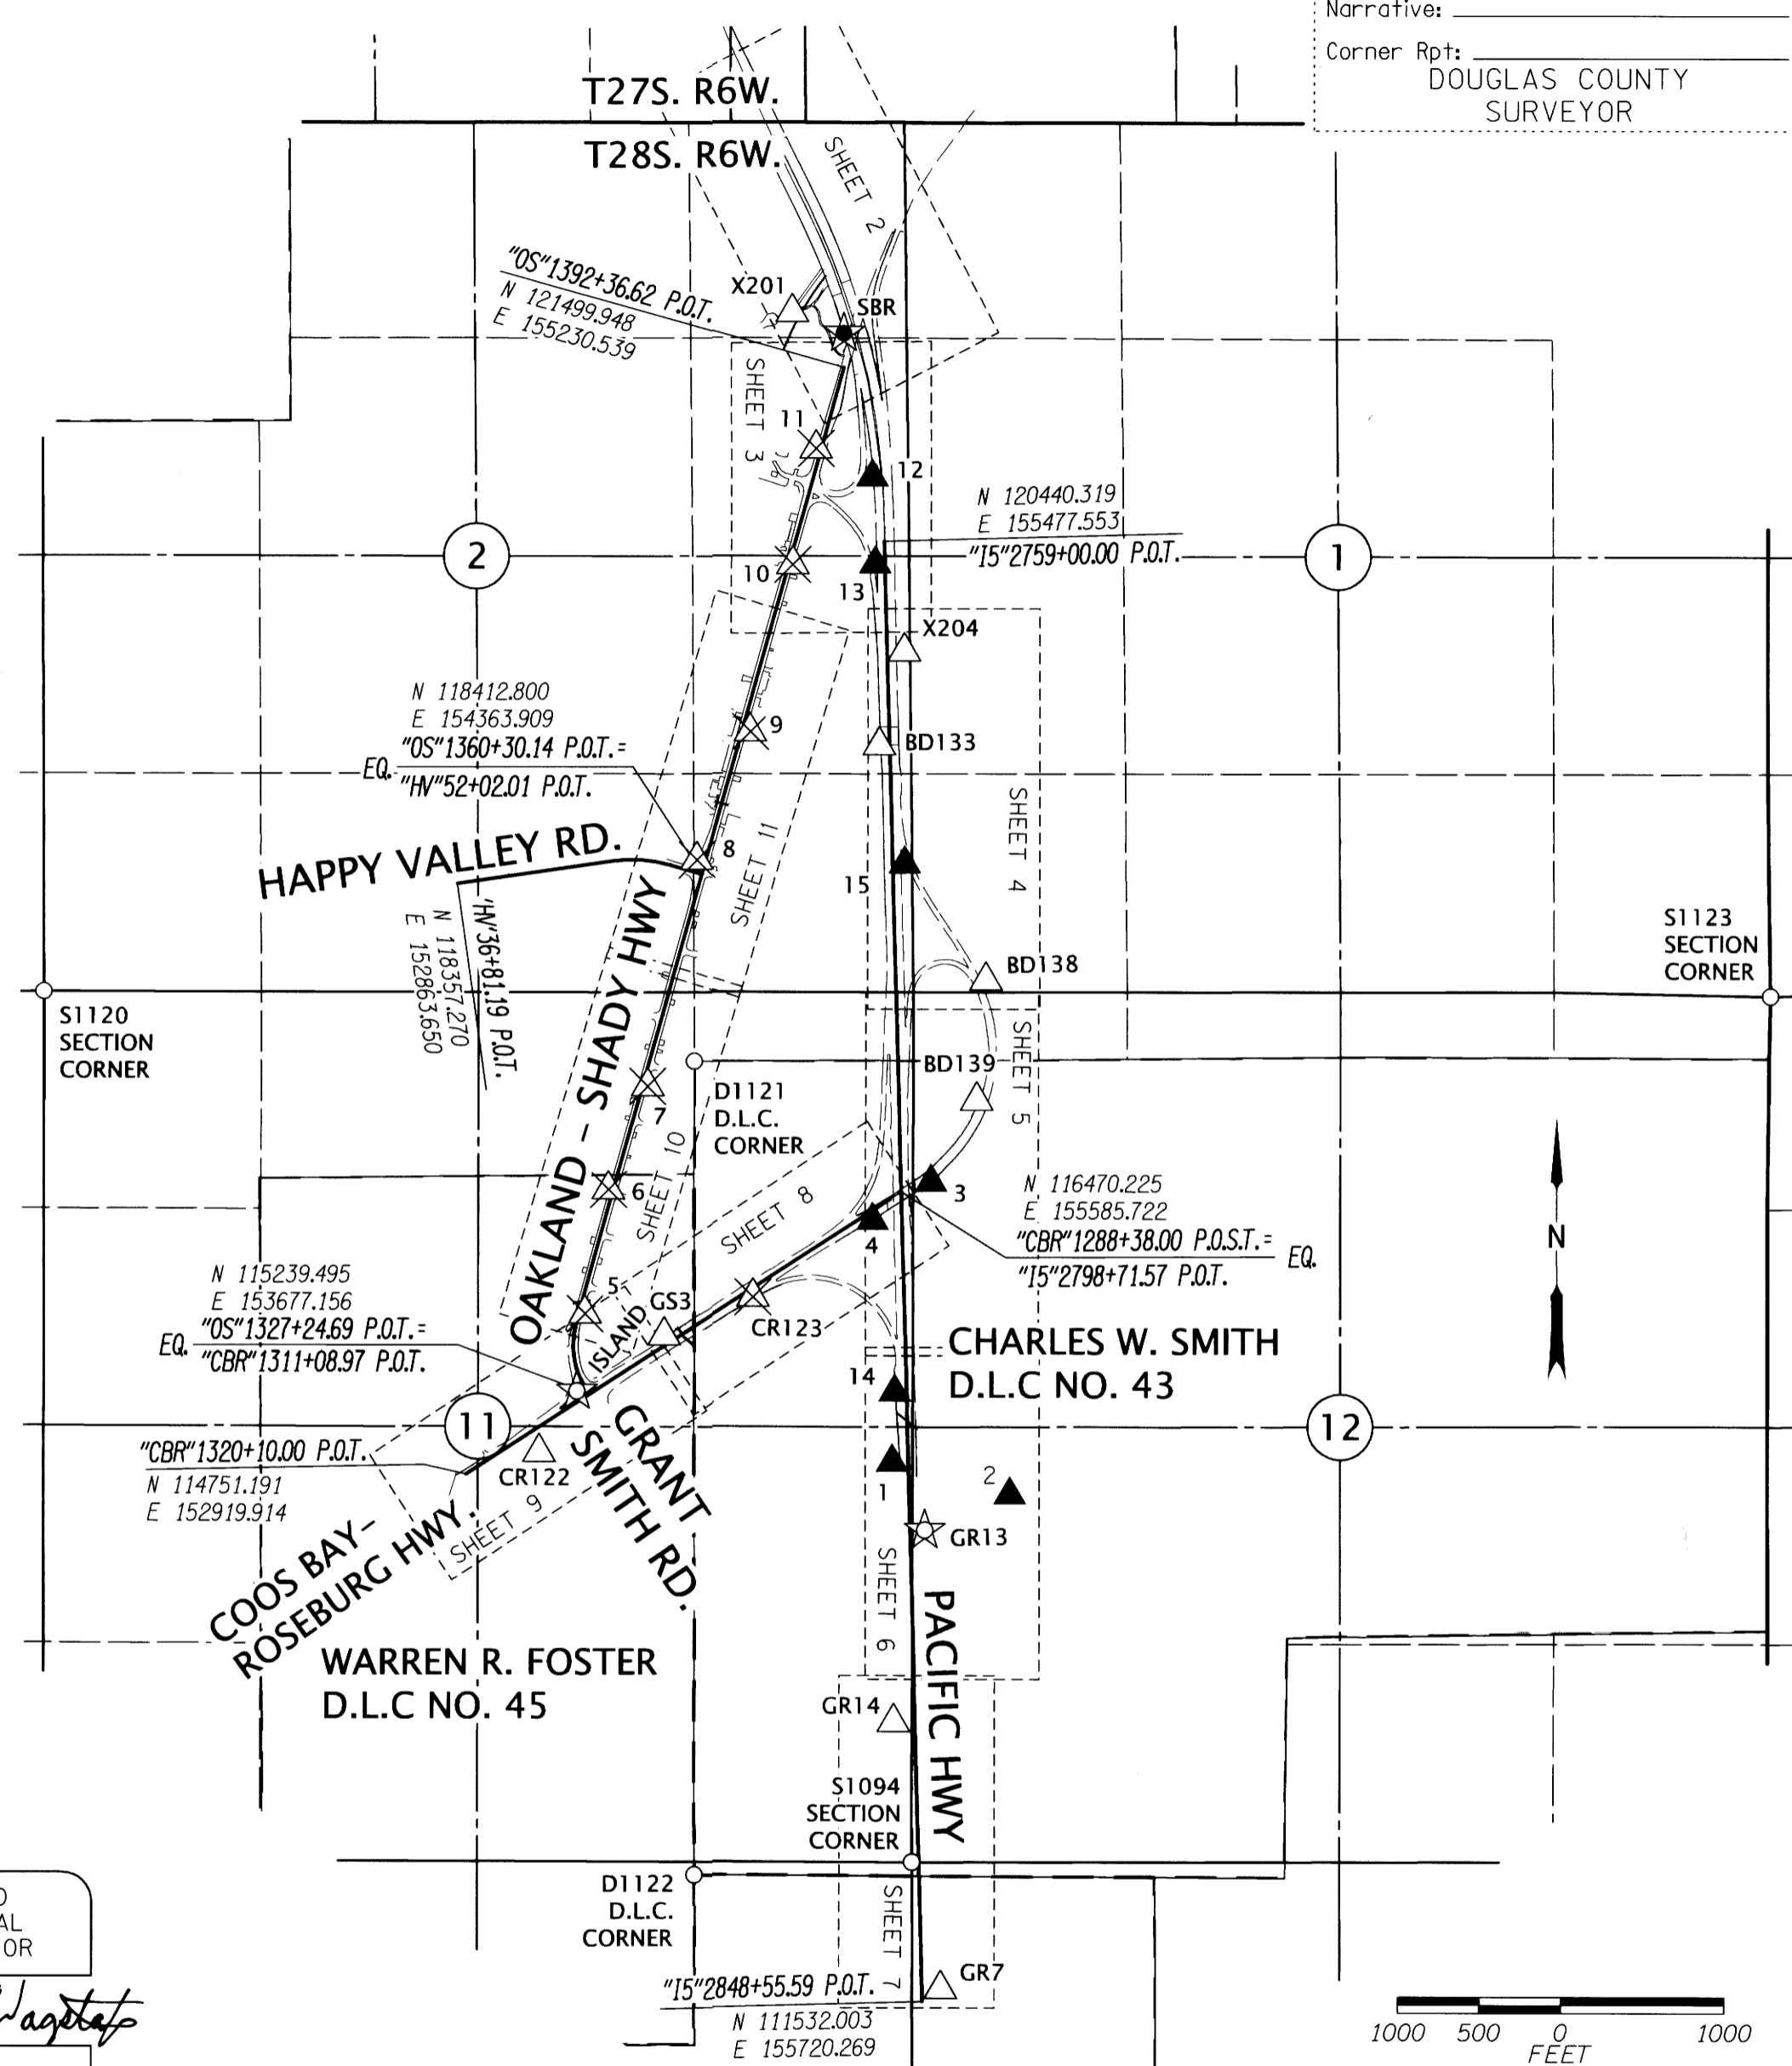 Narrative:
Corner Rpt:
DOUGLAS COUNTY
SURVEYOR
T27S. R6W.
T28S. R6W.
SHEET 2
"OS"1392+36.62 P.O.T.
N 121499.948
E 155230.539
X201
SBR
SHEET 3
11
12
N 120440.319
E 155477.553
"I5"2759+00.00 P.O.T.
2
1
10
13
X204
N 118412.800
E 154363.909
"OS"1360+30.14 P.O.T.=
EQ.
"HV"52+02.01 P.O.T.
9
BD133
SHEET 4
HAPPY VALLEY RD.
8
SHEET 11
15
"HV"36+81.19 P.O.T.
N 118357.270
E 152863.650
OAKLAND - SHADY HWY
BD138
S1123
SECTION
CORNER
S1120
SECTION
CORNER
SHEET 5
BD139
7
D1121
D.L.C.
CORNER
SHEET 10
6
SHEET 8
3
4
N 116470.225
E 155585.722
"CBR"1288+38.00 P.O.S.T.=
EQ.
"I5"2798+71.57 P.O.T.
N
N 115239.495
E 153677.156
"OS"1327+24.69 P.O.T.=
EQ.
"CBR"1311+08.97 P.O.T.
5
ISLAND
GS3
CR123
CHARLES W. SMITH
D.L.C NO. 43
14
11
12
"CBR"1320+10.00 P.O.T.
N 114751.191
E 152919.914
CR122
GRANT
SMITH RD.
SHEET 9
1
2
GR13
COOS BAY-
ROSEBURG HWY.
SHEET 6
PACIFIC HWY
WARREN R. FOSTER
D.L.C NO. 45
GR14
S1094
SECTION
CORNER
D1122
D.L.C.
CORNER
SHEET 7
"I5"2848+55.59 P.O.T.
N 111532.003
E 155720.269
GR7
AL
OR
Wagstaff
1000 500 0 1000
FEET